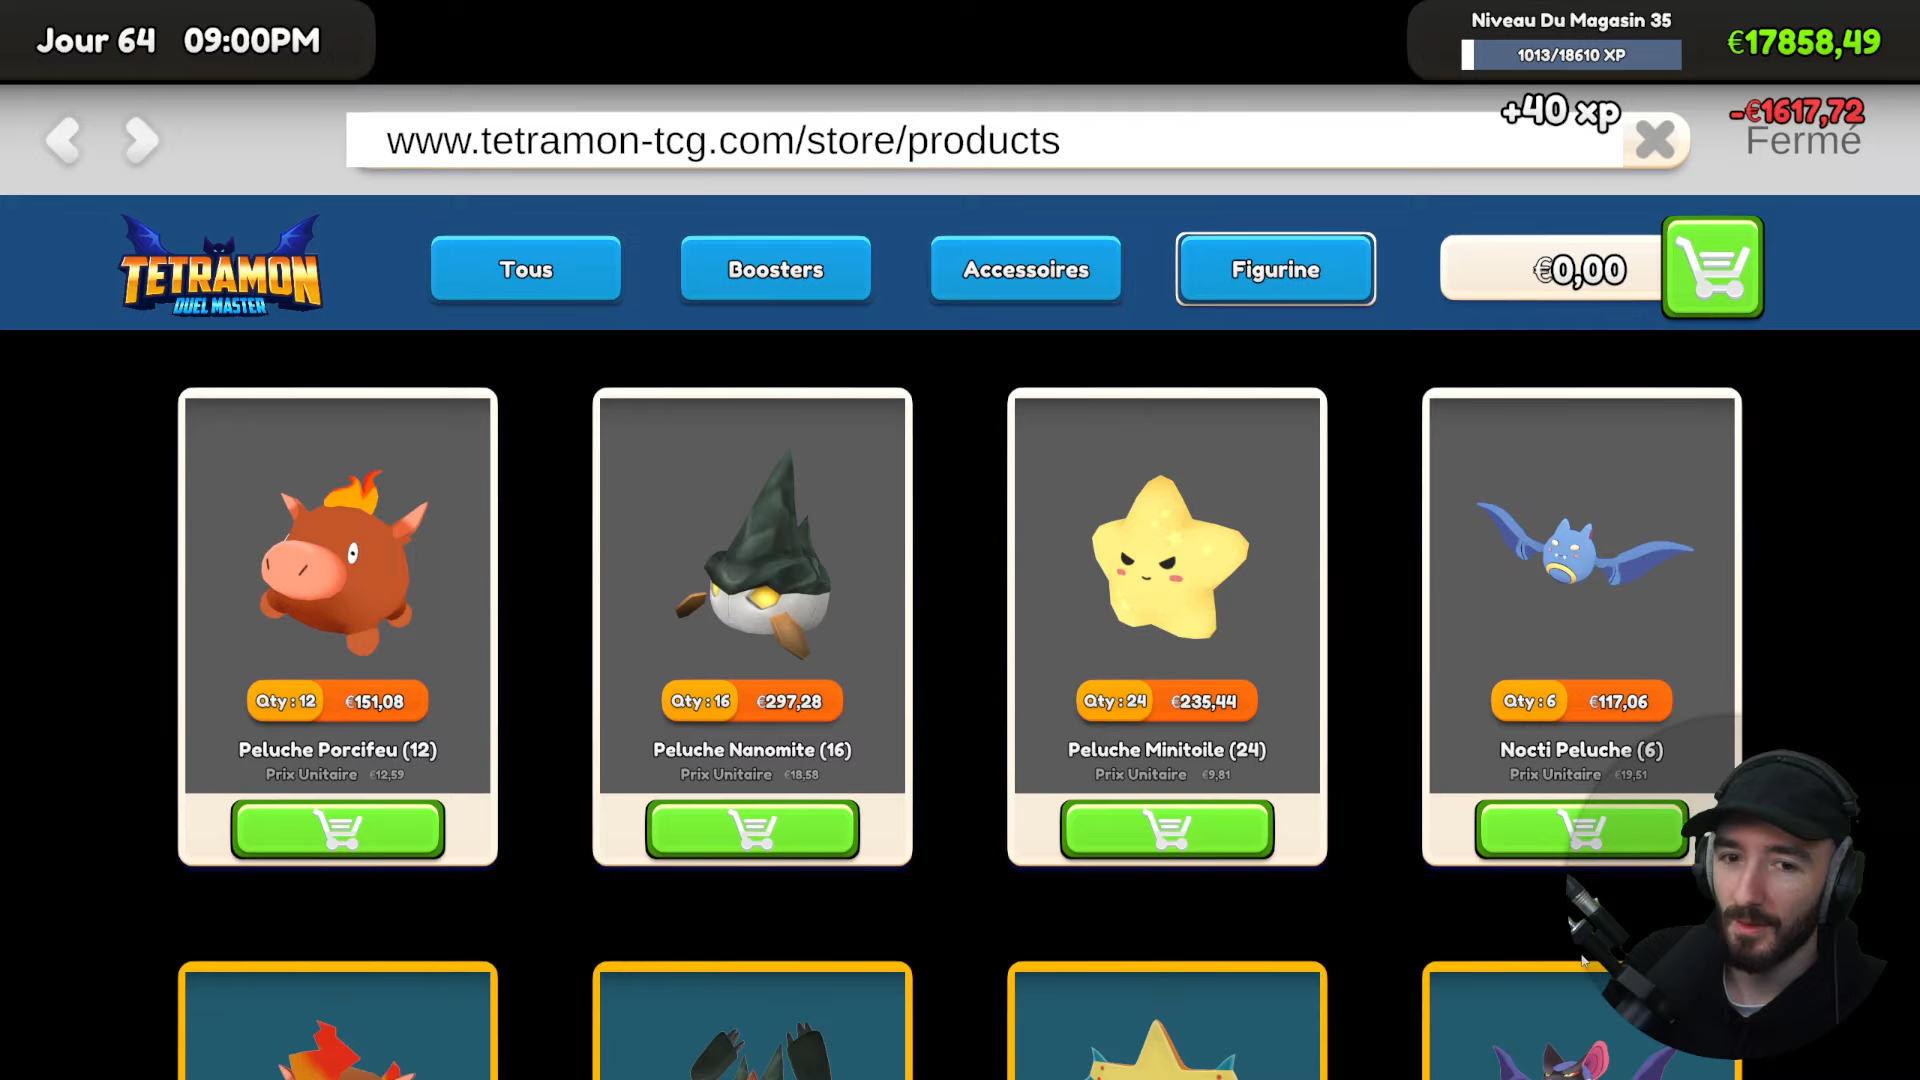 Jour 64 09:00PM
Niveau Du Magasin 35
1013/18610 XP
€17858,49
+40 xp
-€1617,72
www.tetramon-tcg.com/store/products
Fermé
TETRAMON
DUEL MASTER
Tous
Boosters
Accessoires
Figurine
€0,00
Qty : 12 €151,08
Peluche Porcifeu (12)
Prix Unitaire €12,59
Qty : 16 €297,28
Peluche Nanomite (16)
Prix Unitaire €18,58
Qty : 24 €235,44
Peluche Minitoile (24)
Prix Unitaire €9,81
Qty : 6 €117,06
Nocti Peluche (6)
Prix Unitaire €19,51